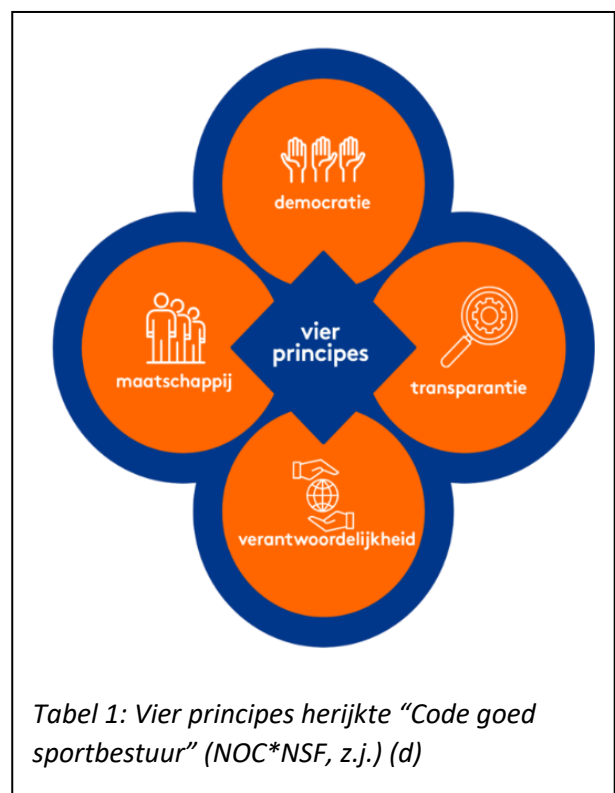 democratie
vier
principes
maatschappij
transparantie
verantwoordelijkheid
Tabel 1: Vier principes herijkte “Code goed
sportbestuur” (NOC*NSF, z.j.) (d)